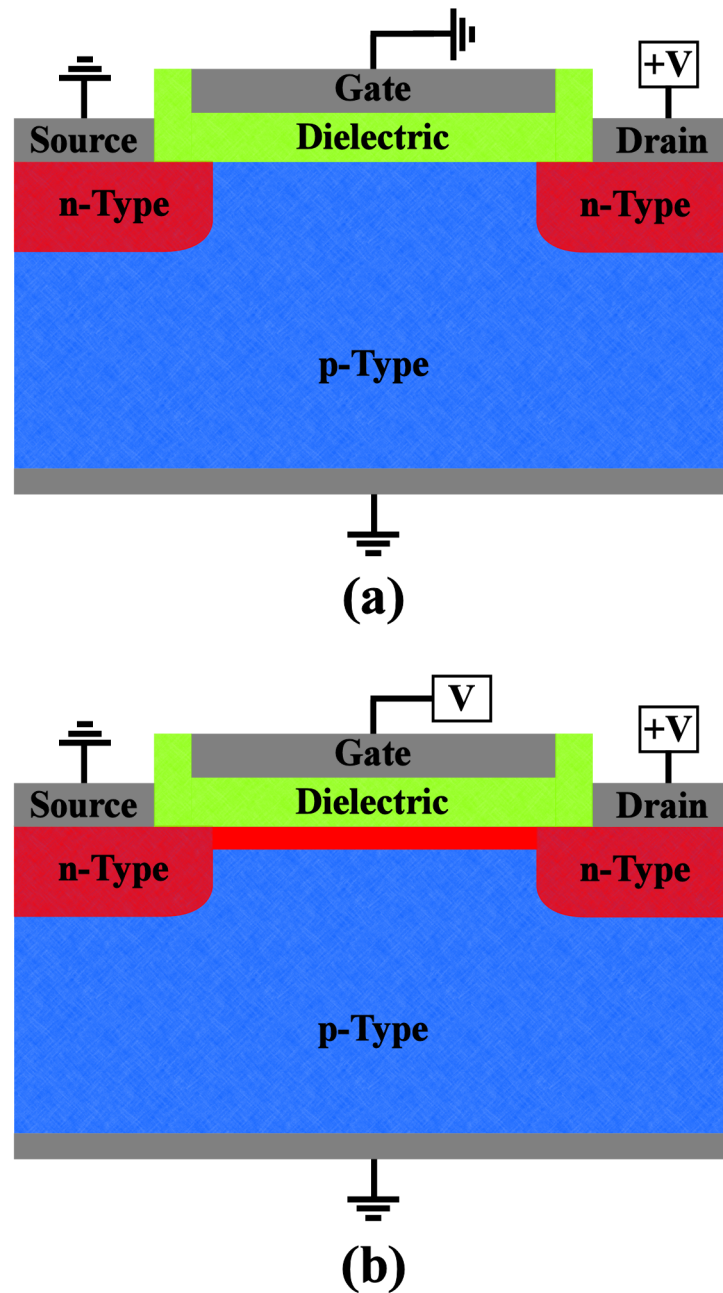 +V
Gate
Source
Dielectric
Drain
n-Type
n-Type
p-Type
(a)
V
+V
Gate
Source
Dielectric
Drain
n-Type
n-Type
p-Type
(b)